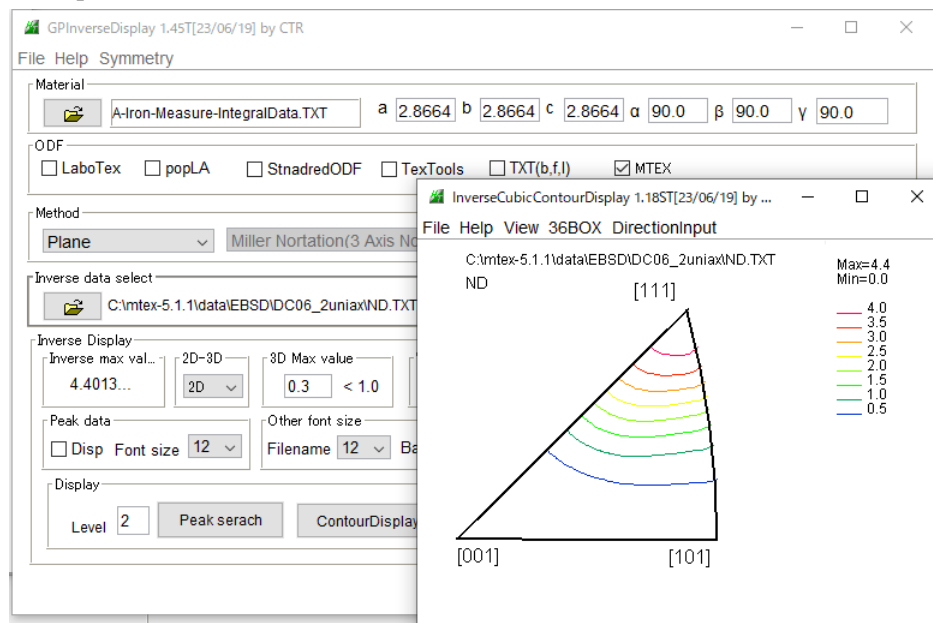 GPInverseDisplay 1.45T[23/06/19] by CTR
File Help Symmetry
Material
A-Iron-Measure-IntegralData.TXT a 2.8664 b 2.8664 c 2.8664 α 90.0 β 90.0 γ 90.0
ODF
LaboTex popLA StnadredODF TexTools TXT(b,f,l) MTEX
Method
Plane Miller Nortation(3 Axis No
Inverse data select
C:\mtex-5.1.1\data\EBSD\DC06_2uniax\ND.TXT
Inverse Display
Inverse max val... 2D-3D 3D Max value
4.4013... 2D 0.3 < 1.0
Peak data Other font size
Disp Font size 12 Filename 12 Ba
Display
Level 2 Peak serach ContourDisplay
InverseCubicContourDisplay 1.18ST[23/06/19] by ...
File Help View 36BOX DirectionInput
C:\mtex-5.1.1\data\EBSD\DC06_2uniax\ND.TXT
ND
Max=4.4
Min=0.0
[111]
4.0
3.5
3.0
2.5
2.0
1.5
1.0
0.5
[001] [101]